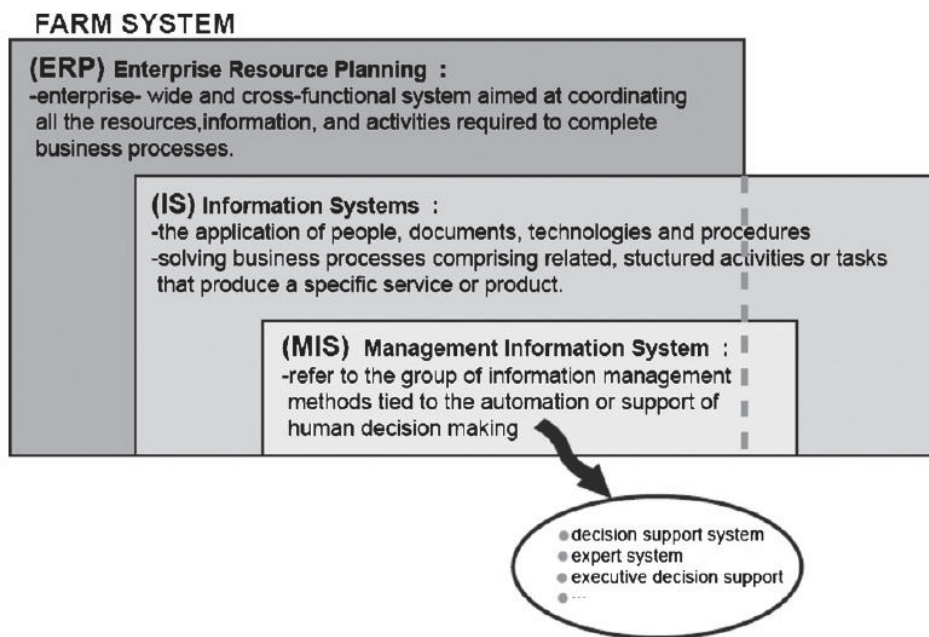 FARM SYSTEM
(ERP) Enterprise Resource Planning :
-enterprise- wide and cross-functional system aimed at coordinating
all the resources,information, and activities required to complete
business processes.
(IS) Information Systems :
-the application of people, documents, technologies and procedures
-solving business processes comprising related, stuctured activities or tasks
that produce a specific service or product.
(MIS) Management Information System :
-refer to the group of information management
methods tied to the automation or support of
human decision making
decision support system
expert system
executive decision support
...